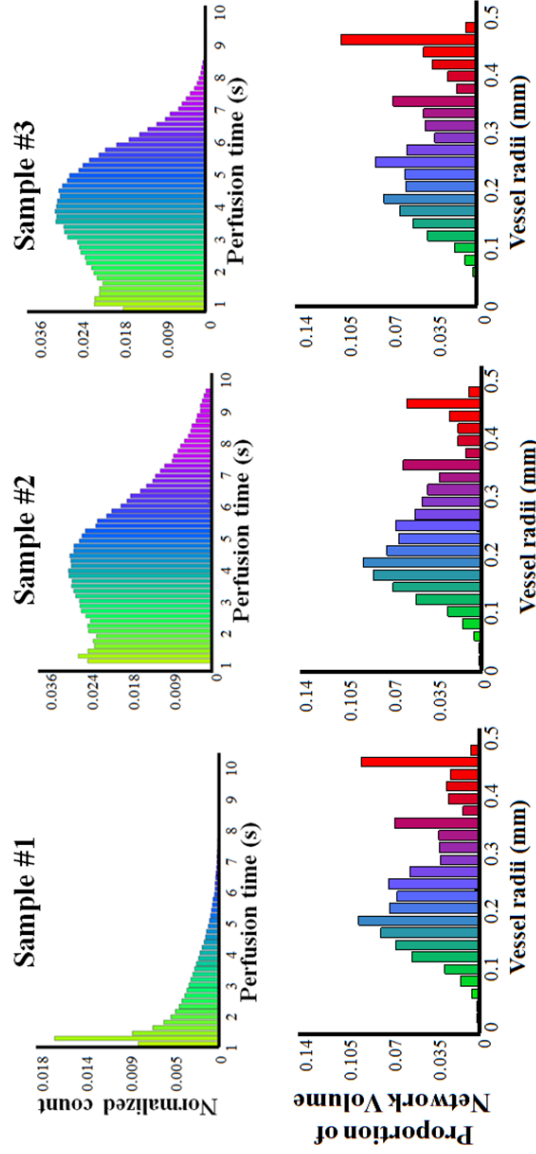 Sample #1
Normalized count
0.018
0.014
0.009
0.005
0
1 2 3 4 5 6 7 8 9 10
Perfusion time (s)
Sample #2
0.036
0.024
0.018
0.009
0
1 2 3 4 5 6 7 8 9 10
Perfusion time (s)
Sample #3
0.036
0.024
0.018
0.009
0
1 2 3 4 5 6 7 8 9 10
Perfusion time (s)
Proportion of
Network Volume
0.14
0.105
0.07
0.035
0
0 0.1 0.2 0.3 0.4 0.5
Vessel radii (mm)
0.14
0.105
0.07
0.035
0
0 0.1 0.2 0.3 0.4 0.5
Vessel radii (mm)
0.14
0.105
0.07
0.035
0
0 0.1 0.2 0.3 0.4 0.5
Vessel radii (mm)